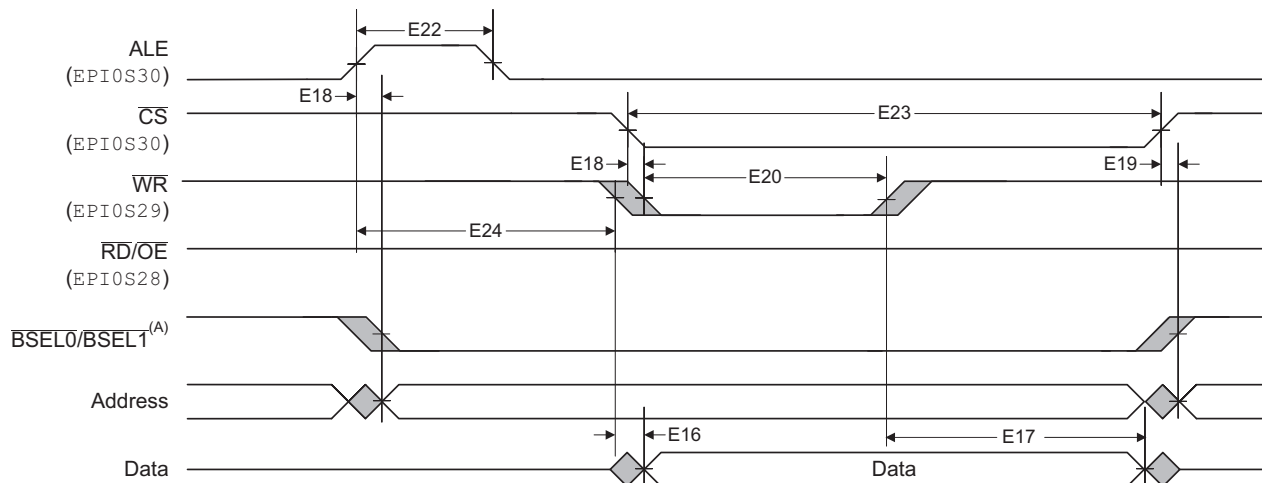 E22
ALE
(EPI0S30)
E18
CS
(EPI0S30)
E23
E18
E20
E19
WR
(EPI0S29)
E24
RD/OE
(EPI0S28)
BSEL0/BSEL1(A)
Address
E16
E17
Data
Data